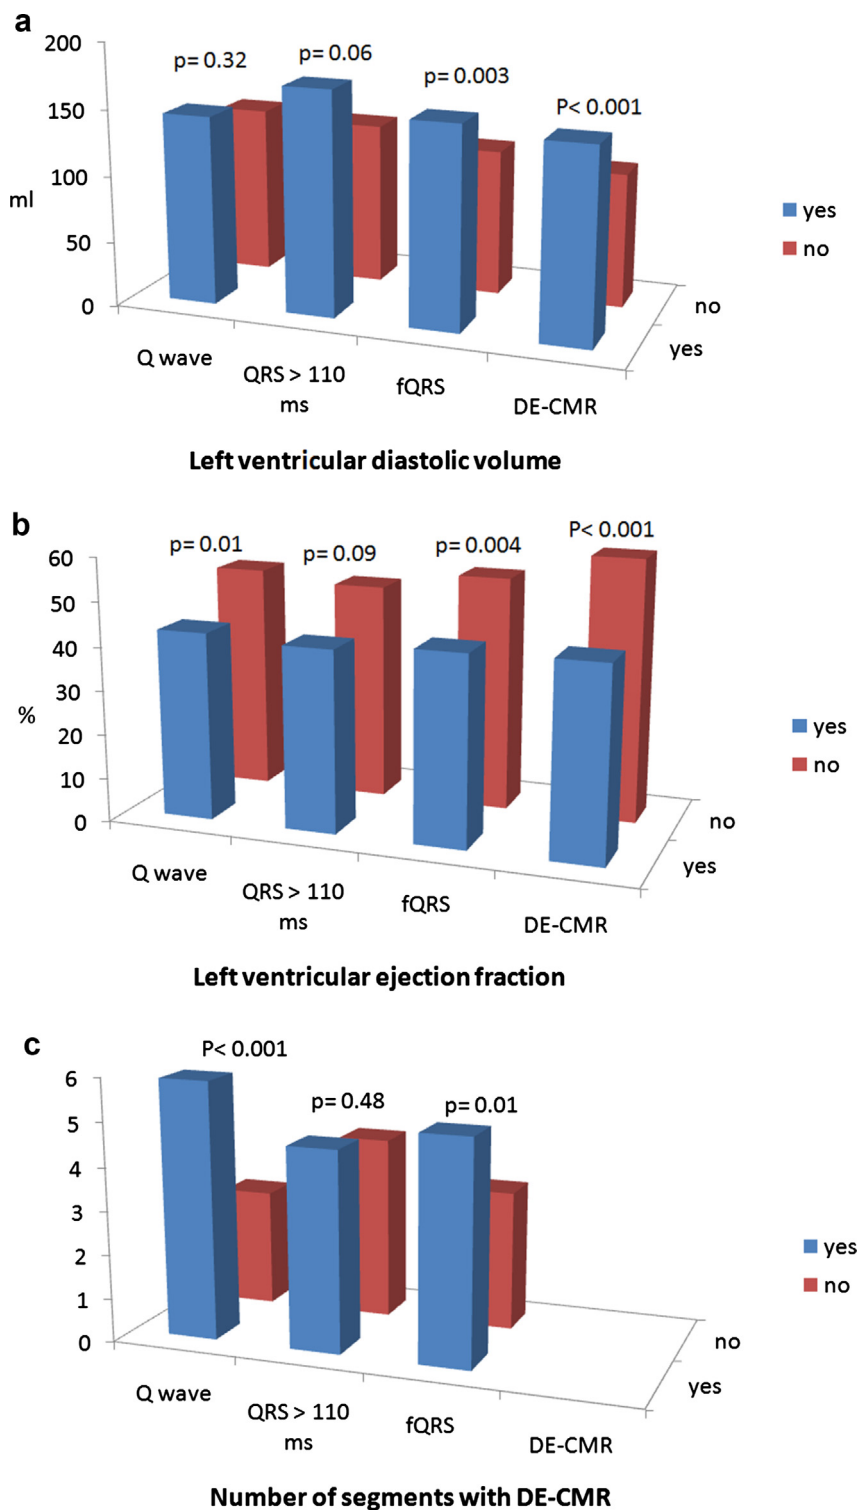 a
200
150
100
50
0
ml
p= 0.32
p= 0.06
p= 0.003
P< 0.001
yes
no
no
yes
Q wave
QRS > 110
ms
fQRS
DE-CMR
Left ventricular diastolic volume
b
60
50
40
30
20
10
0
%
p= 0.01
p= 0.09
p= 0.004
P< 0.001
yes
no
no
yes
Q wave
QRS > 110
ms
fQRS
DE-CMR
Left ventricular ejection fraction
c
6
5
4
3
2
1
0
P< 0.001
p= 0.48
p= 0.01
yes
no
no
yes
Q wave
QRS > 110
ms
fQRS
DE-CMR
Number of segments with DE-CMR